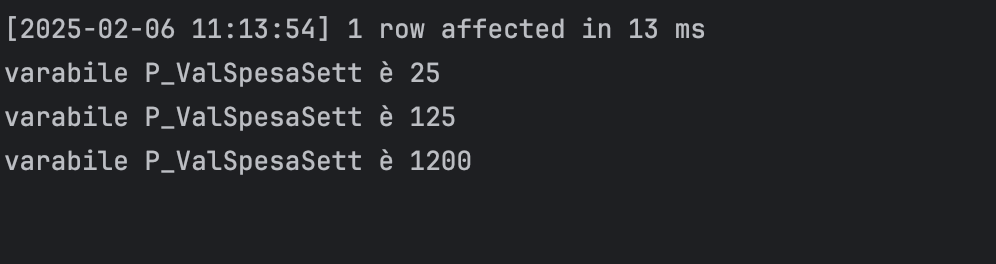 [2025-02-06 11:13:54] 1 row affected in 13 ms
varabile P_ValSpesaSett è 25
varabile P_ValSpesaSett è 125
varabile P_ValSpesaSett è 1200